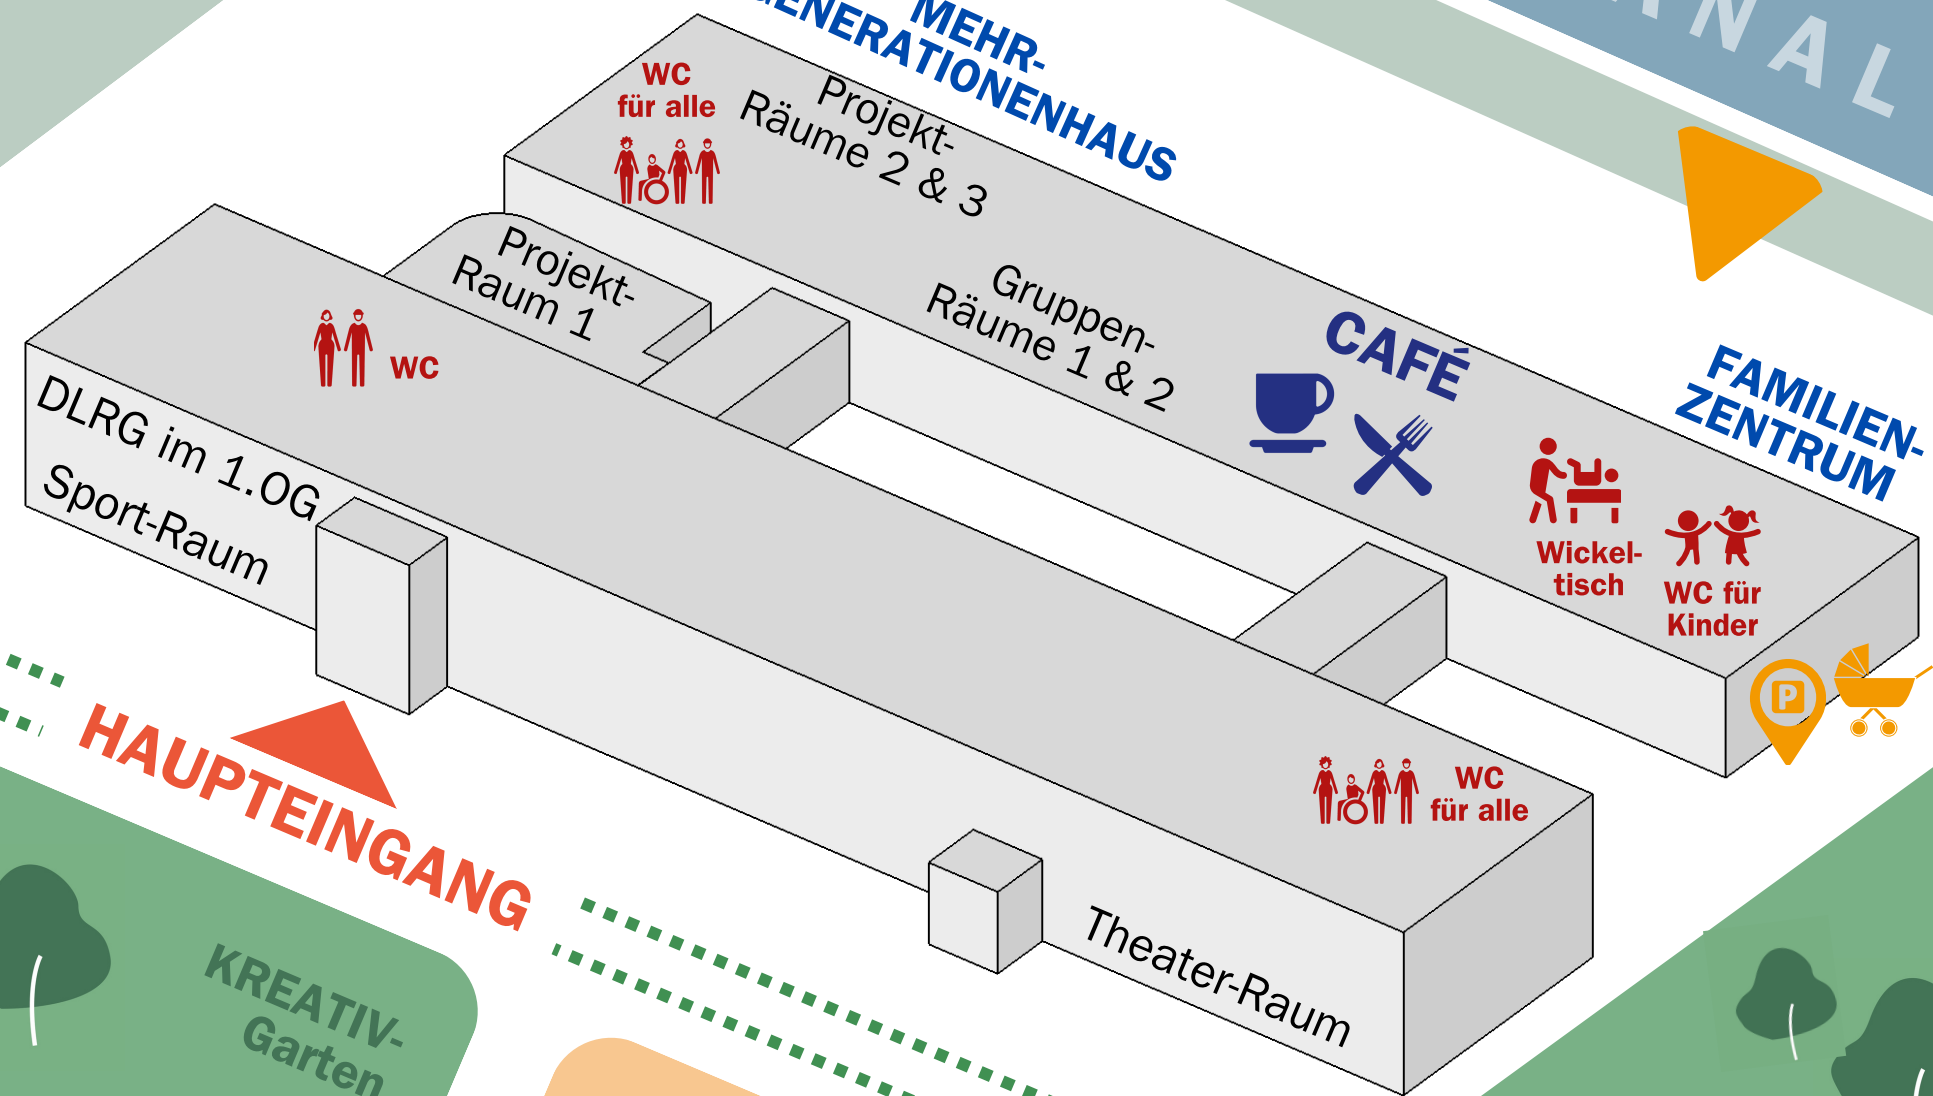 MEHR-
GENERATIONENHAUS
NAL
WC
für alle
Projekt-
Räume 2 & 3
Projekt-
Raum 1
Gruppen-
Räume 1 & 2
CAFÉ
FAMILIEN-
ZENTRUM
WC
DLRG im 1.OG
Sport-Raum
Wickel-
tisch
WC für
Kinder
P
WC
für alle
HAUPTEINGANG
Theater-Raum
KREATIV-
Garten